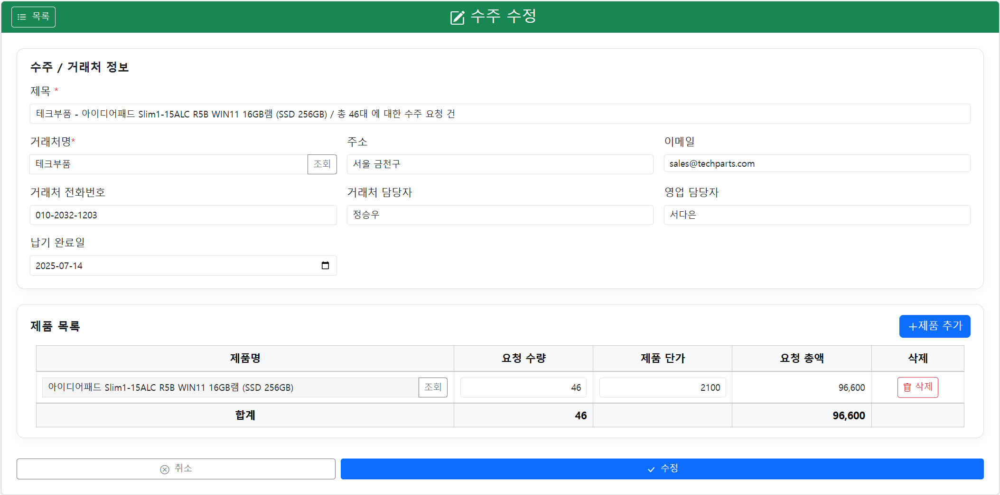 목록
수주 수정
수주 / 거래처 정보
제목 *
테크부품 - 아이디어패드 Slim1-15ALC R5B WIN11 16GB램 (SSD 256GB) / 총 46대 에 대한 수주 요청 건
거래처명* 주소 이메일
테크부품 조회 서울 금천구 sales@techparts.com
거래처 전화번호 거래처 담당자 영업 담당자
010-2032-1203 정승우 서다은
납기 완료일
2025-07-14
제품 목록 +제품 추가
제품명 요청 수량 제품 단가 요청 총액 삭제
아이디어패드 Slim1-15ALC R5B WIN11 16GB램 (SSD 256GB) 조회 46 2100 96,600 삭제
합계 46 96,600
취소 수정